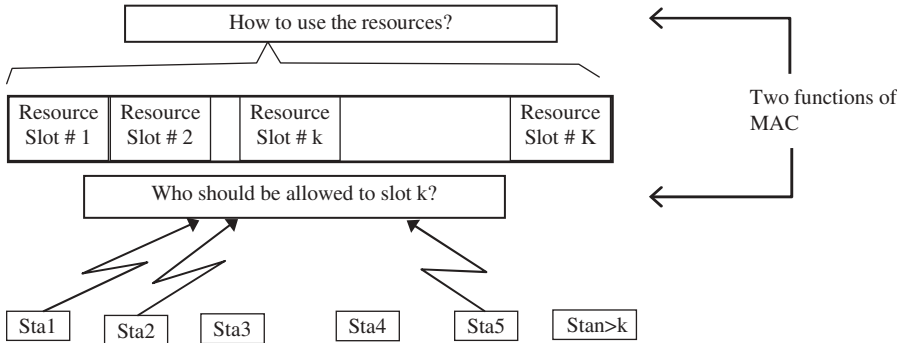 How to use the resources?
Resource
Slot # 1
Resource
Slot # 2
Resource
Slot # k
Resource
Slot # K
Two functions of
MAC
Who should be allowed to slot k?
Sta1
Sta2
Sta3
Sta4
Sta5
Stan>k